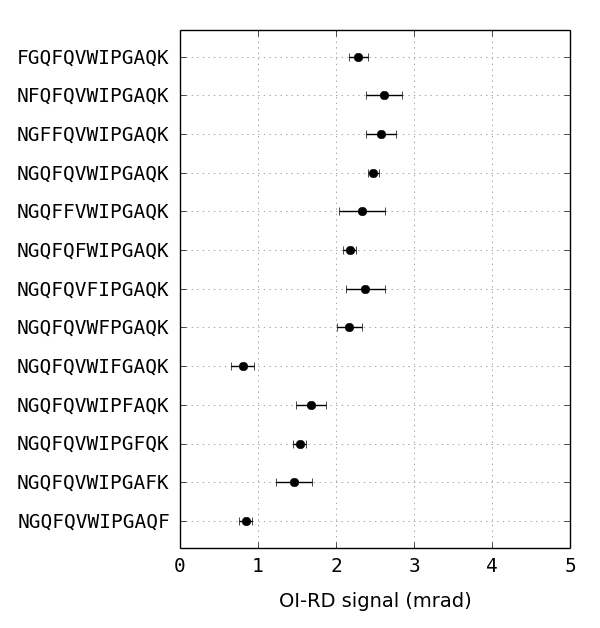 FGQFQVWIPGAQK
NFQFQVWIPGAQK
NGFFQVWIPGAQK
NGQFQVWIPGAQK
NGQFFVWIPGAQK
NGQFQFWIPGAQK
NGQFQVFIPGAQK
NGQFQVWFPGAQK
NGQFQVWIFGAQK
NGQFQVWIPFAQK
NGQFQVWIPGFQK
NGQFQVWIPGAFK
NGQFQVWIPGAQF
0 1 2 3 4 5
OI-RD signal (mrad)